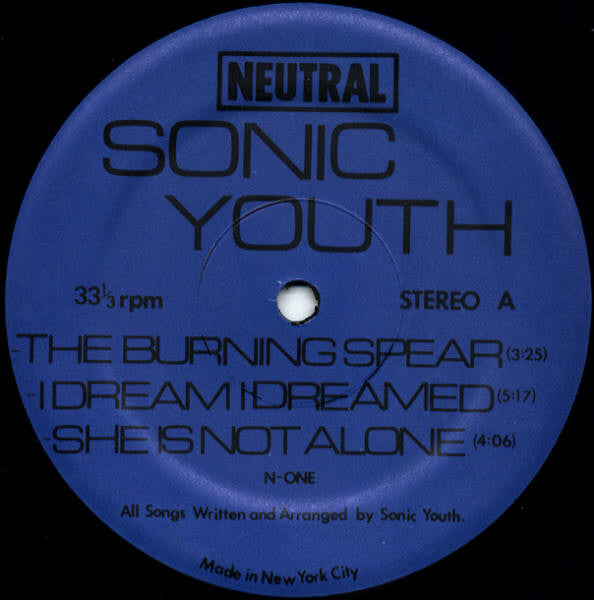 NEUTRAL
SONIC
YOUTH
33⅓ rpm
STEREO A
-THE BURNING SPEAR (3:25)
-I DREAM I DREAMED (5:17)
-SHE IS NOT ALONE (4:06)
N-ONE
All Songs Written and Arranged by Sonic Youth.
Made in New York City